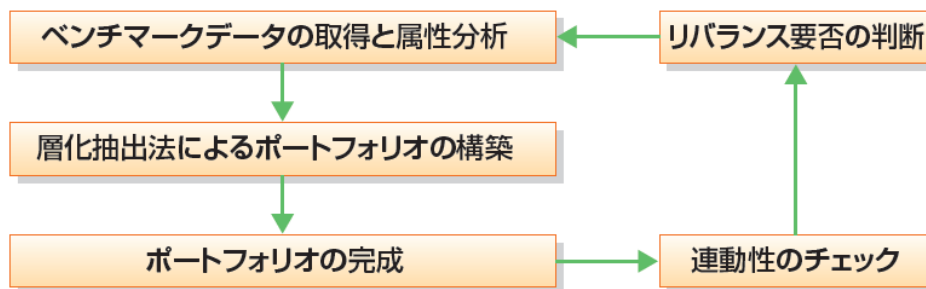 ベンチマークデータの取得と属性分析
リバランス要否の判断
層化抽出法によるポートフォリオの構築
ポートフォリオの完成
連動性のチェック